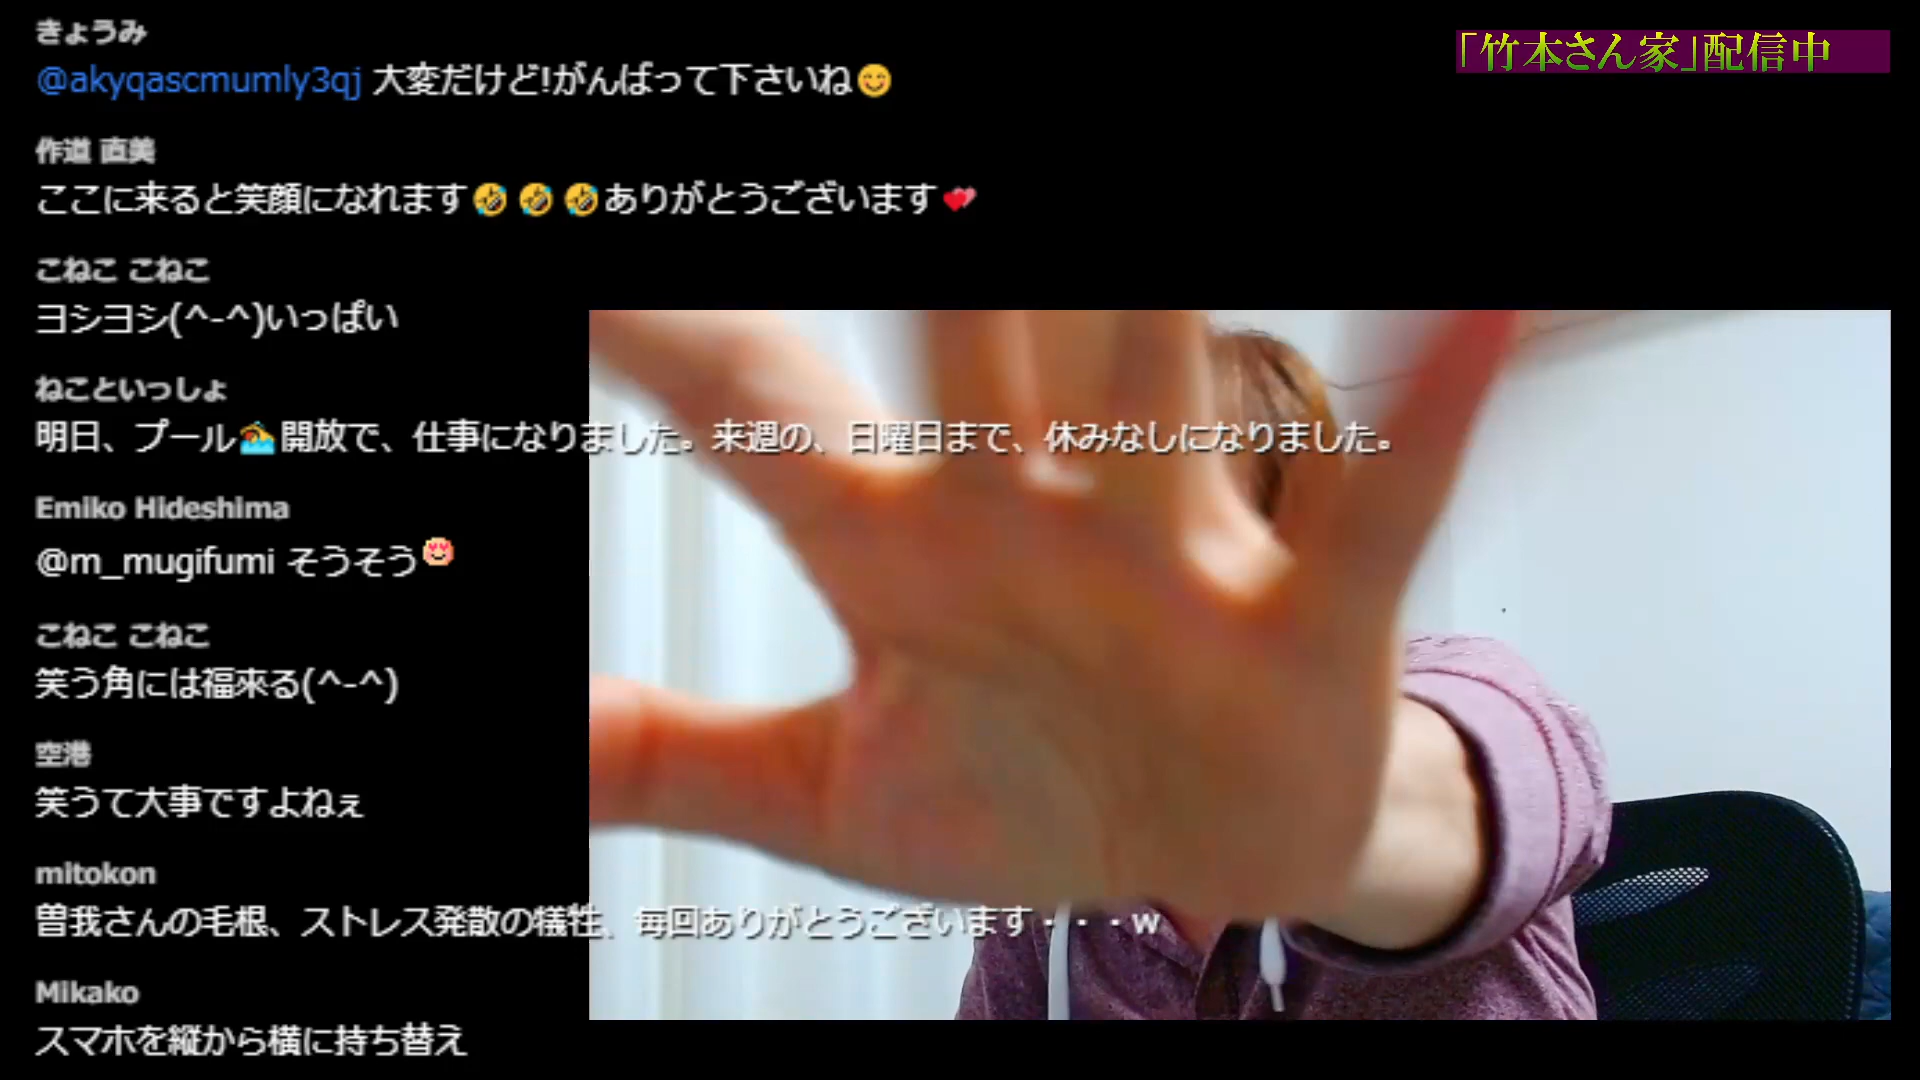 きょうみ
@akyqascmumly3qj 大変だけど!がんばって下さいね😊
作道 直美
ここに来ると笑顔になれます🤣🤣🤣ありがとうございます💕
こねこ こねこ
ヨシヨシ(^-^)いっぱい
ねこといっしょ
明日、プール🏊開放で、仕事になりました。来週の、日曜日まで、休みなしになりました。
Emiko Hideshima
@m_mugifumi そうそう😍
こねこ こねこ
笑う角には福來る(^-^)
空港
笑うて大事ですよねぇ
mitokon
曽我さんの毛根、ストレス発散の犠牲、毎回ありがとうございます・・・w
Mikako
スマホを縦から横に持ち替え
「竹本さん家」配信中